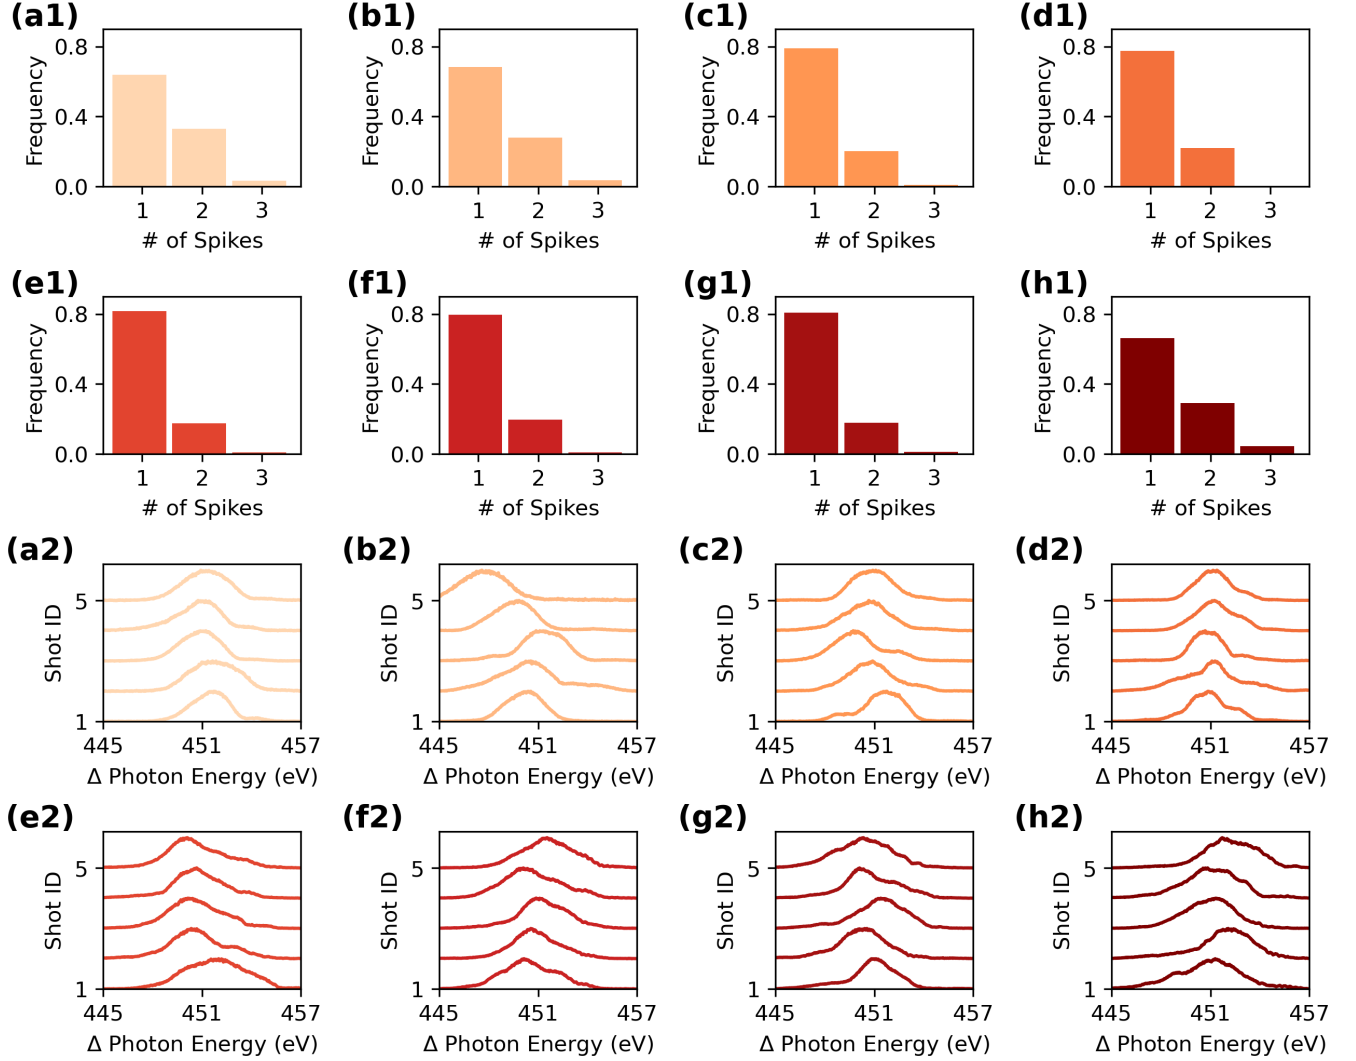 (a1) (b1) (c1) (d1)
0.8 0.8 0.8 0.8
Frequency Frequency Frequency Frequency
0.4 0.4 0.4 0.4
0.0 0.0 0.0 0.0
1 2 3 1 2 3 1 2 3 1 2 3
# of Spikes # of Spikes # of Spikes # of Spikes
(e1) (f1) (g1) (h1)
0.8 0.8 0.8 0.8
Frequency Frequency Frequency Frequency
0.4 0.4 0.4 0.4
0.0 0.0 0.0 0.0
1 2 3 1 2 3 1 2 3 1 2 3
# of Spikes # of Spikes # of Spikes # of Spikes
(a2) (b2) (c2) (d2)
5 5 5 5
Shot ID Shot ID Shot ID Shot ID
1 1 1 1
445 451 457 445 451 457 445 451 457 445 451 457
Δ Photon Energy (eV) Δ Photon Energy (eV) Δ Photon Energy (eV) Δ Photon Energy (eV)
(e2) (f2) (g2) (h2)
5 5 5 5
Shot ID Shot ID Shot ID Shot ID
1 1 1 1
445 451 457 445 451 457 445 451 457 445 451 457
Δ Photon Energy (eV) Δ Photon Energy (eV) Δ Photon Energy (eV) Δ Photon Energy (eV)